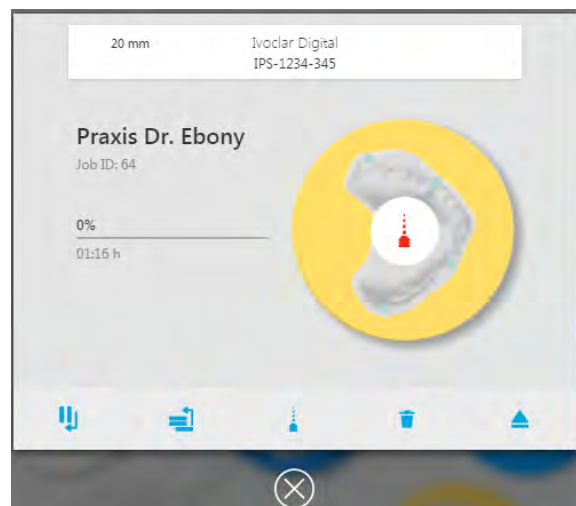 20 mm
Ivoclar Digital
IPS-1234-345
Praxis Dr. Ebony
Job ID: 64
0%
01:16 h